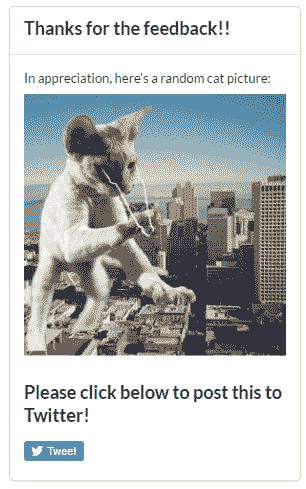 Thanks for the feedback!!
In appreciation, here's a random cat picture:
Please click below to post this to
Twitter!
Tweet